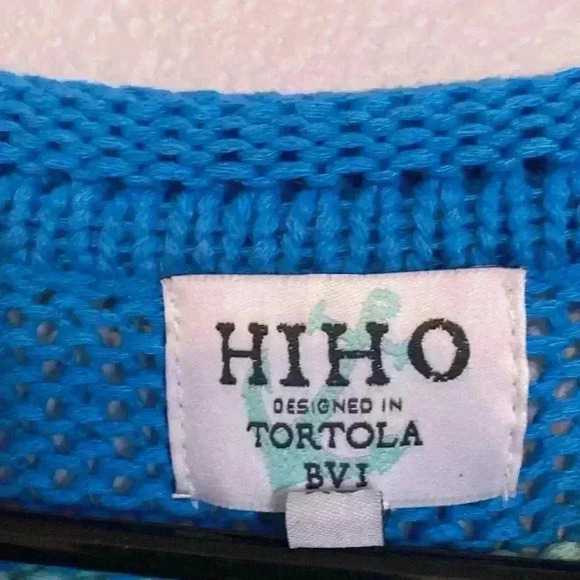 HIHO
DESIGNED IN
TORTOLA
BVI